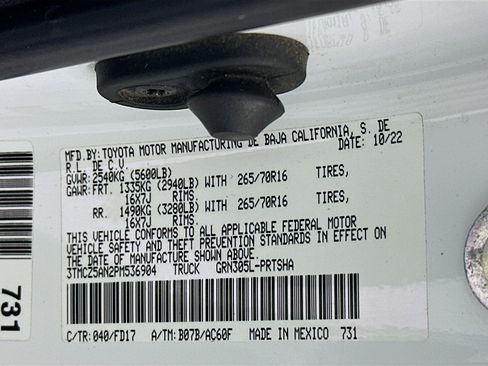 MFD.BY:TOYOTA MOTOR MANUFACTURING DE BAJA CALIFORNIA, S. DE
R.L. DE C.V. DATE: 10/22
GVWR: 2540KG (5600LB)
GAWR:FRT. 1335KG (2940LB) WITH 265/70R16 TIRES,
16X7J RIMS,
RR. 1490KG (3280LB) WITH 265/70R16 TIRES,
16X7J RIMS,
THIS VEHICLE CONFORMS TO ALL APPLICABLE FEDERAL MOTOR
VEHICLE SAFETY AND THEFT PREVENTION STANDARDS IN EFFECT ON
THE DATE OF MANUFACTURE SHOWN ABOVE.
3TMCZ5AN2PM536904 TRUCK GRN305L-PRTSHA
C/TR: 040/FD17 A/TM: B07B/AC60F MADE IN MEXICO 731
731